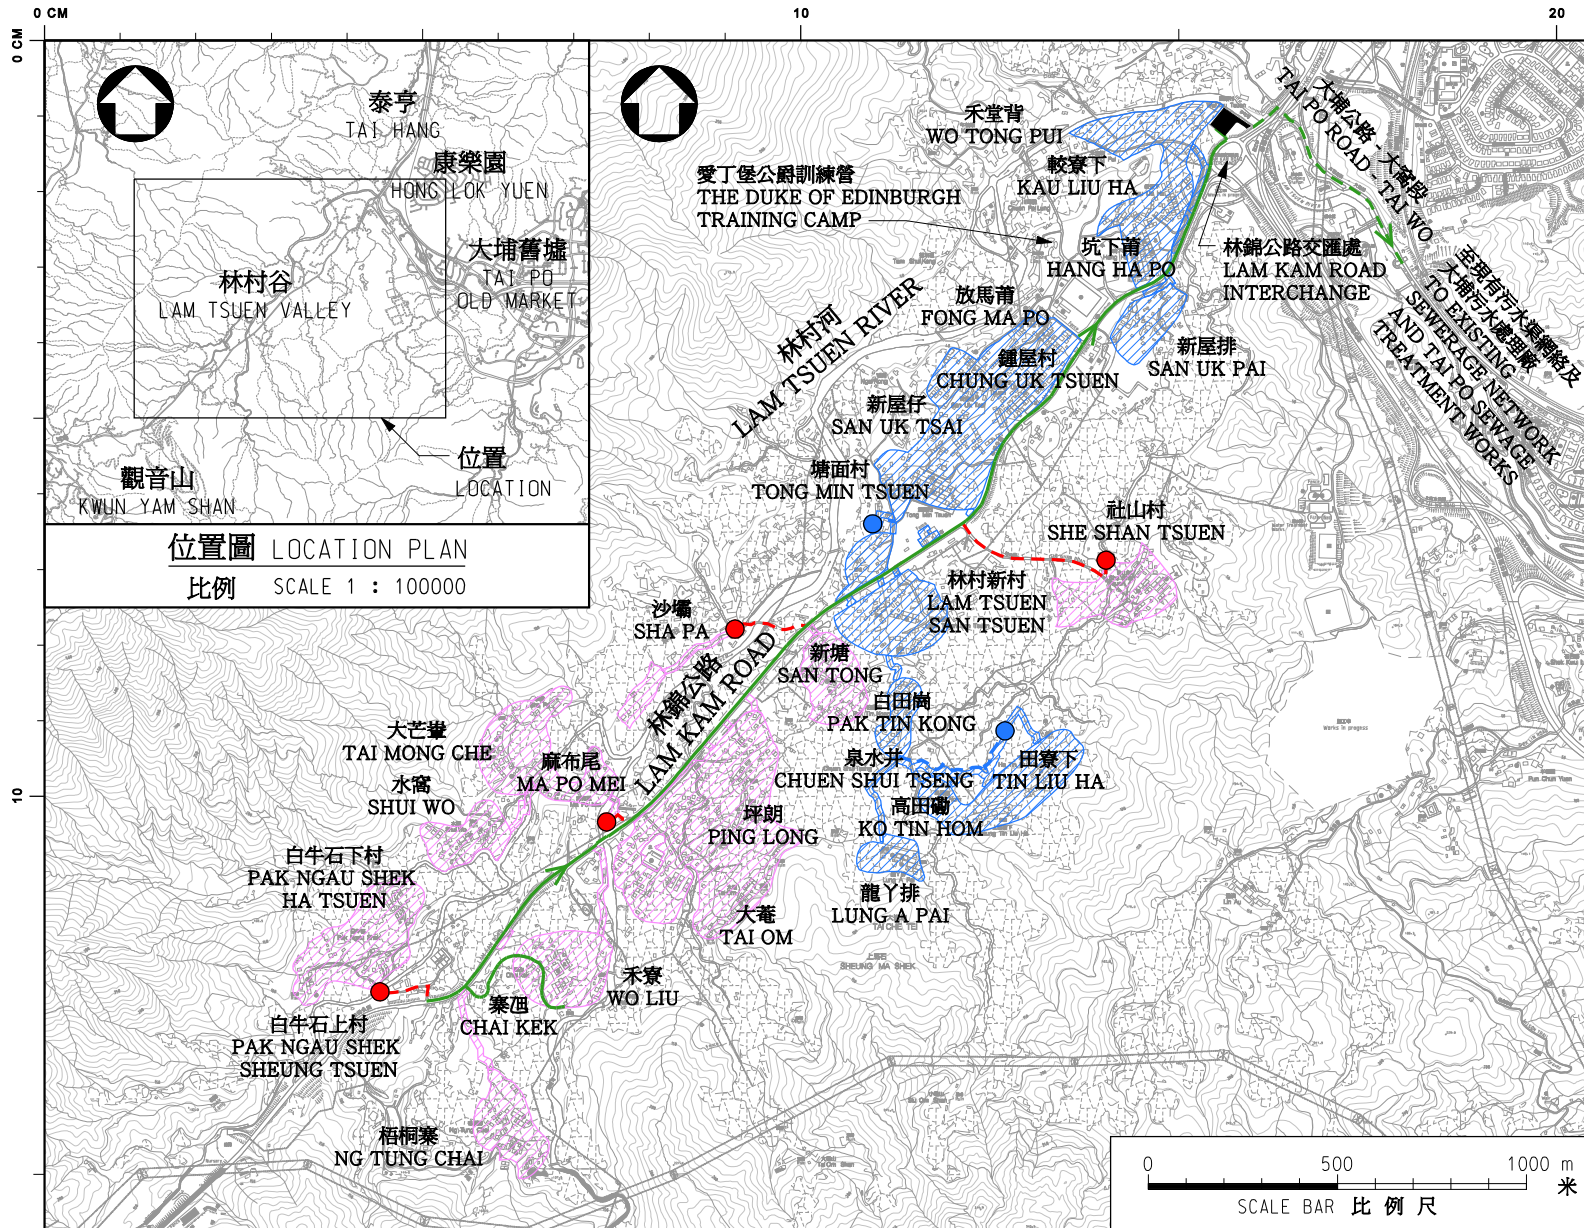 0 CM
10
20
0 CM
10
泰亨
TAI HANG
康樂園
HONG LOK YUEN
大埔舊墟
TAI PO
OLD MARKET
林村谷
LAM TSUEN VALLEY
位置
LOCATION
觀音山
KWUN YAM SHAN
位置圖 LOCATION PLAN
比例 SCALE 1 : 100000
禾堂背
WO TONG PUI
較寮下
KAU LIU HA
愛丁堡公爵訓練營
THE DUKE OF EDINBURGH
TRAINING CAMP
坑下莆
HANG HA PO
大埔公路 - 大窩段
TAI PO ROAD - TAI WO
林錦公路交匯處
LAM KAM ROAD
INTERCHANGE
至現有污水渠網絡及
大埔污水處理廠
TO EXISTING
SEWERAGE NETWORK
AND TAI PO SEWAGE
TREATMENT WORKS
放馬莆
FONG MA PO
林村河
LAM TSUEN RIVER
新屋排
SAN UK PAI
鍾屋村
CHUNG UK TSUEN
新屋仔
SAN UK TSAI
塘面村
TONG MIN TSUEN
社山村
SHE SHAN TSUEN
林村新村
LAM TSUEN
SAN TSUEN
沙壩
SHA PA
新塘
SAN TONG
林錦公路
LAM KAM ROAD
白田崗
PAK TIN KONG
大芒輋
TAI MONG CHE
麻布尾
MA PO MEI
水窩
SHUI WO
泉水井
CHUEN SHUI TSENG
田寮下
TIN LIU HA
高田磡
KO TIN HOM
坪朗
PING LONG
白牛石下村
PAK NGAU SHEK
HA TSUEN
龍丫排
LUNG A PAI
大菴
TAI OM
TAI CHE TEI
SHEUNG MA SHEK
禾寮
WO LIU
寨乪
CHAI KEK
白牛石上村
PAK NGAU SHEK
SHEUNG TSUEN
梧桐寨
NG TUNG CHAI
Works in progress
0 500 1000 m
米
SCALE BAR 比例尺